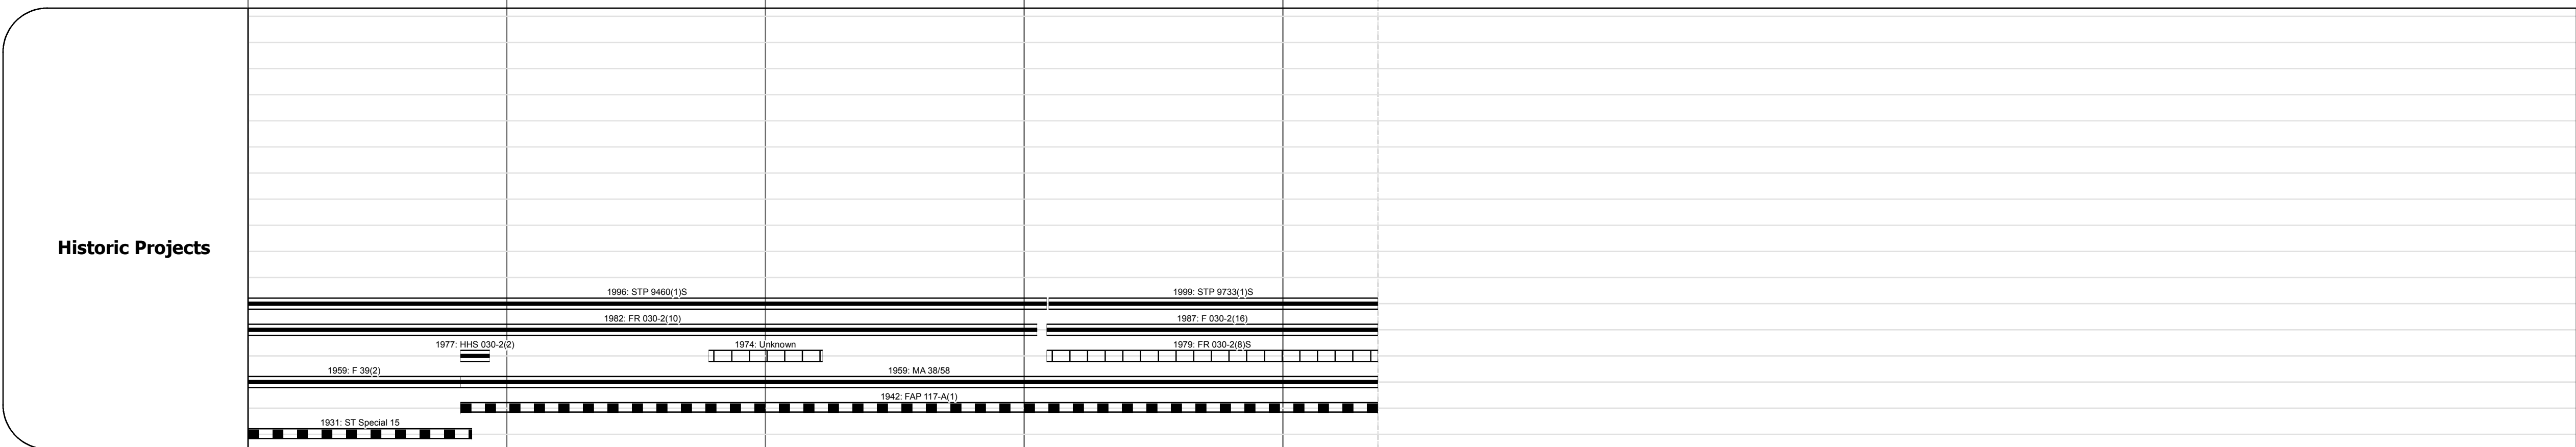 Historic Projects
1996: STP 9460(1)S
1999: STP 9733(1)S
1982: FR 030-2(10)
1987: F 030-2(16)
1977: HHS 030-2(2)
1974: Unknown
1979: FR 030-2(8)S
1959: F 39(2)
1959: MA 38/58
1942: FAP 117-A(1)
1931: ST Special 15